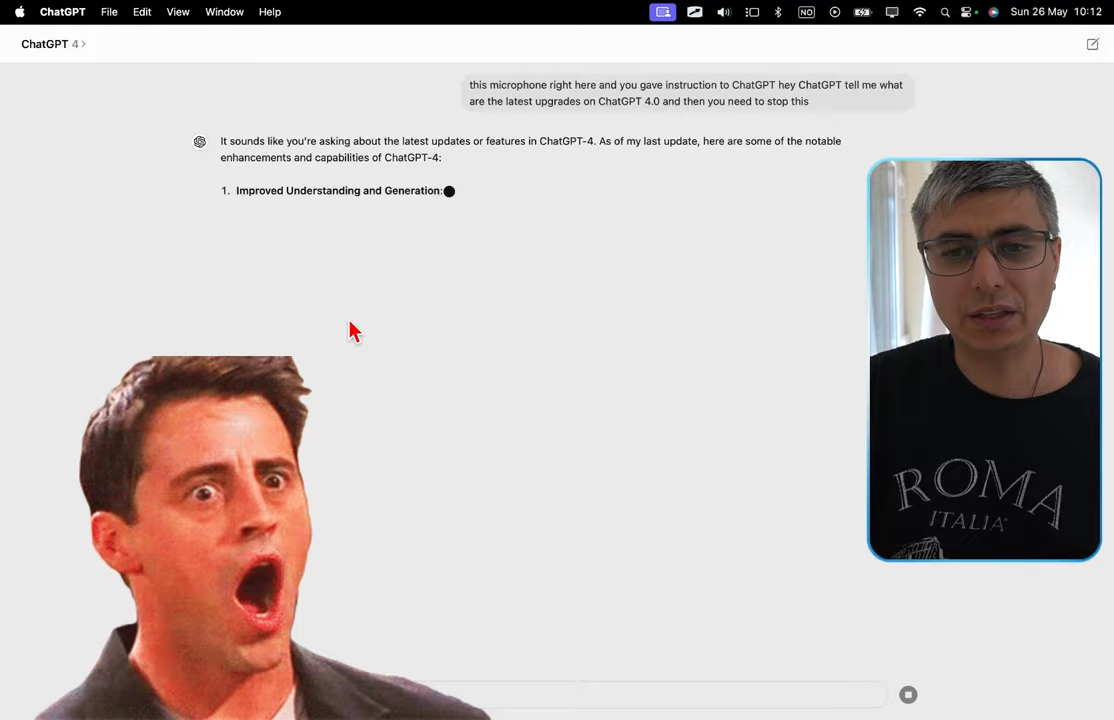 ChatGPT File Edit View Window Help NO Sun 26 May 10:12
ChatGPT 4 >
this microphone right here and you gave instruction to ChatGPT hey ChatGPT tell me what
are the latest upgrades on ChatGPT 4.0 and then you need to stop this
It sounds like you're asking about the latest updates or features in ChatGPT-4. As of my last update, here are some of the notable
enhancements and capabilities of ChatGPT-4:
1. Improved Understanding and Generation:
ROMA
ITALIA